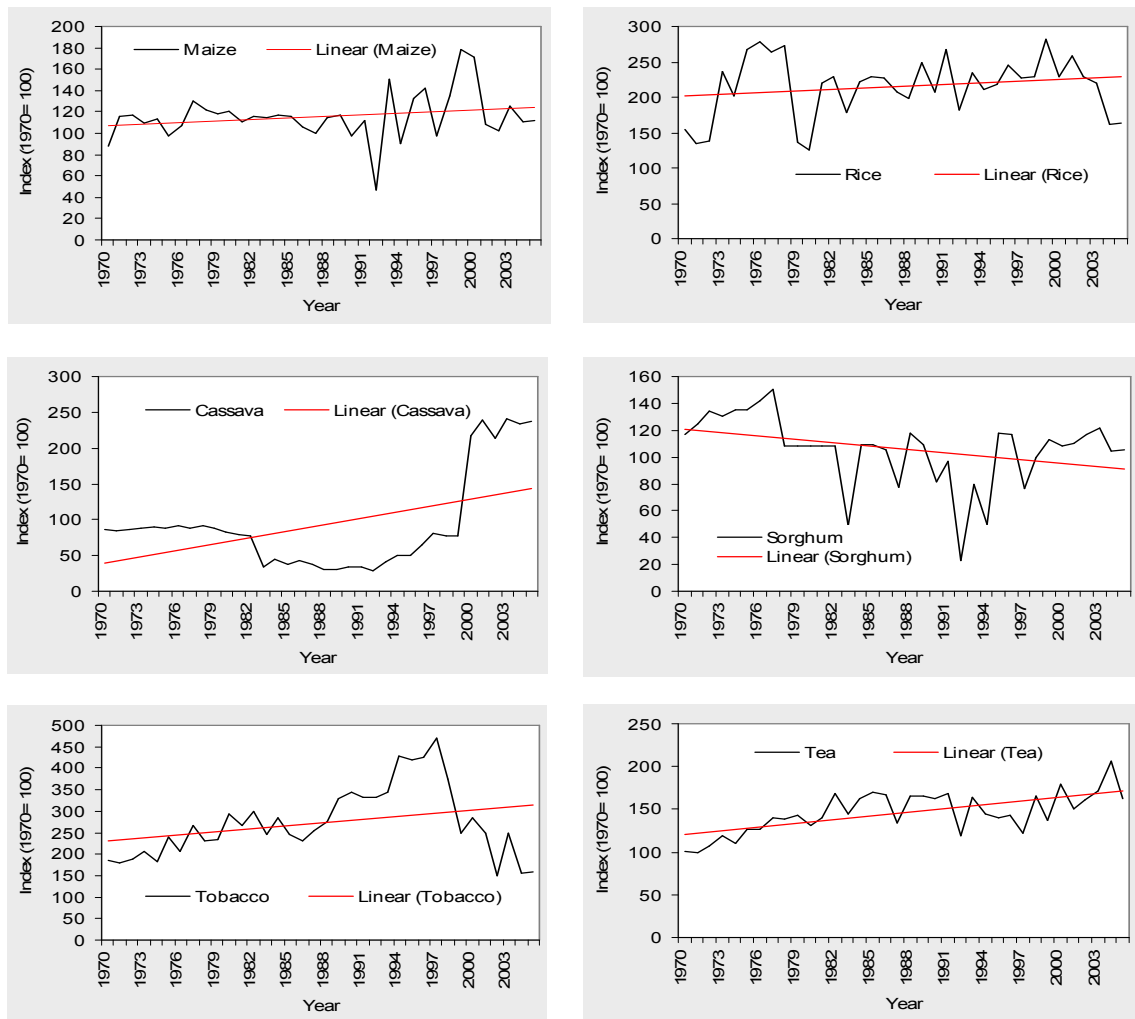 Index (1970= 100)
200
180
160
140
120
100
80
60
40
20
0
Maize Linear (Maize)
1970 1973 1976 1979 1982 1985 1988 1991 1994 1997 2000 2003
Year
Index (1970= 100)
300
250
200
150
100
50
0
Rice Linear (Rice)
1970 1973 1976 1979 1982 1985 1988 1991 1994 1997 2000 2003
Year
Index (1970= 100)
300
250
200
150
100
50
0
Cassava Linear (Cassava)
1970 1973 1976 1979 1982 1985 1988 1991 1994 1997 2000 2003
Year
Index (1970= 100)
160
140
120
100
80
60
40
20
0
Sorghum
Linear (Sorghum)
1970 1973 1976 1979 1982 1985 1988 1991 1994 1997 2000 2003
Year
Index (1970= 100)
500
450
400
350
300
250
200
150
100
50
0
Tobacco Linear (Tobacco)
1970 1973 1976 1979 1982 1985 1988 1991 1994 1997 2000 2003
Year
Index (1970= 100)
250
200
150
100
50
0
Tea Linear (Tea)
1970 1973 1976 1979 1982 1985 1988 1991 1994 1997 2000 2003
Year